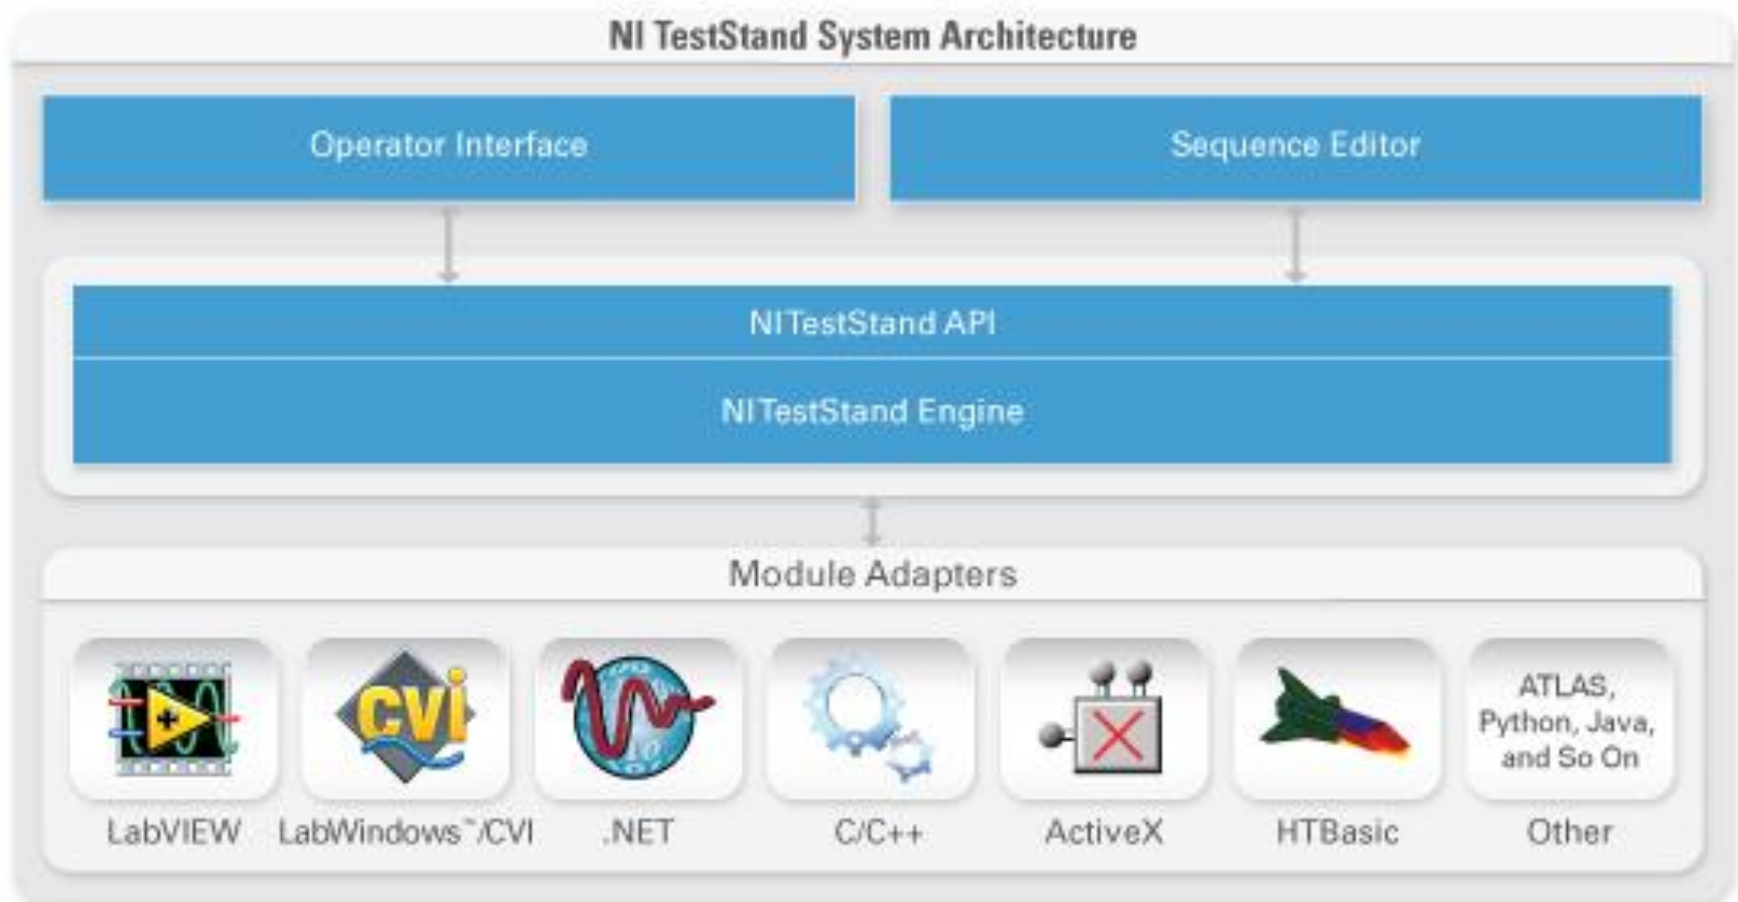 NI TestStand System Architecture
Operator Interface
Sequence Editor
NI TestStand API
NI TestStand Engine
Module Adapters
CVi
ATLAS,
Python, Java,
and So On
LabVIEW
LabWindows™/CVI
.NET
C/C++
ActiveX
HTBasic
Other